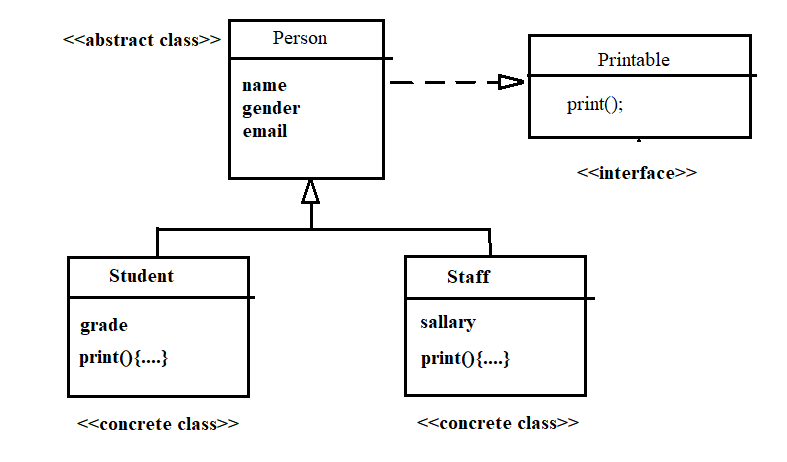 <<abstract class>>
Person
name
gender
email
Printable
print();
<<interface>>
Student
grade
print(){....}
<<concrete class>>
Staff
sallary
print(){....}
<<concrete class>>